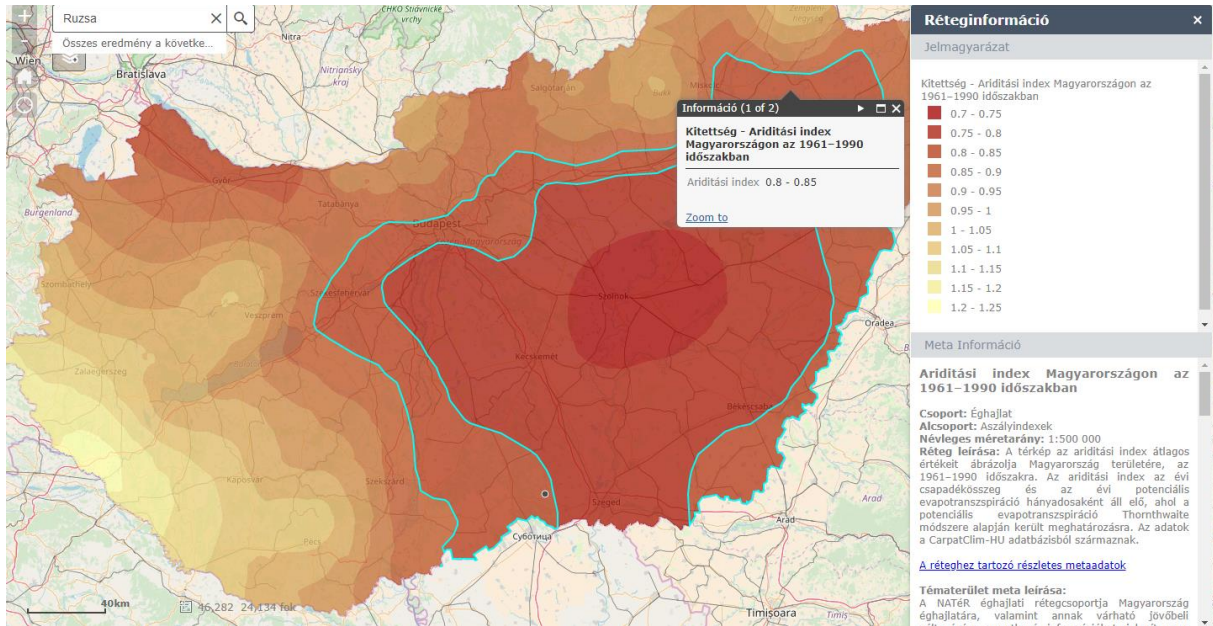 Ruzsa
Összes eredmény a követke...
CHKO Štiavnické
vrchy
Nitra
Wien
Bratislava
Nitriansky
kraj
Salgótarján
Bükk
Miskolc
Győr
Tatabánya
Burgenland
Budapest
Magyarország
Szombathely
Székesfehérvár
Veszprém
Szolnok
Oradea
Kecskemét
Zalaegerszeg
Békéscsaba
Kaposvár
Szekszárd
Szeged
Arad
Arad
Pécs
Суботица
Timișoara
Timiș
40km
46,282 24,134 fok
Információ (1 of 2)
Kitettség - Ariditási index
Magyarországon az 1961–1990
időszakban
Ariditási index 0.8 - 0.85
Zoom to
Réteginformáció
Jelmagyarázat
Kitettség - Ariditási index Magyarországon az
1961–1990 időszakban
0.7 - 0.75
0.75 - 0.8
0.8 - 0.85
0.85 - 0.9
0.9 - 0.95
0.95 - 1
1 - 1.05
1.05 - 1.1
1.1 - 1.15
1.15 - 1.2
1.2 - 1.25
Meta Információ
Ariditási index Magyarországon az
1961–1990 időszakban
Csoport: Éghajlat
Alcsoport: Aszályindexek
Névleges méretarány: 1:500 000
Réteg leírása: A térkép az ariditási index átlagos
értékeit ábrázolja Magyarország területére, az
1961–1990 időszakra. Az ariditási index az évi
csapadékösszeg és az évi potenciális
evapotranszspiráció hányadosaként áll elő, ahol a
potenciális evapotranszspiráció Thornthwaite
módszere alapján került meghatározásra. Az adatok
a CarpatClim-HU adatbázisból származnak.
A réteghez tartozó részletes metaadatok
Tématerület meta leírása:
A NATéR éghajlati rétegcsoportja Magyarország
éghajlatára, valamint annak várható jövőbeli